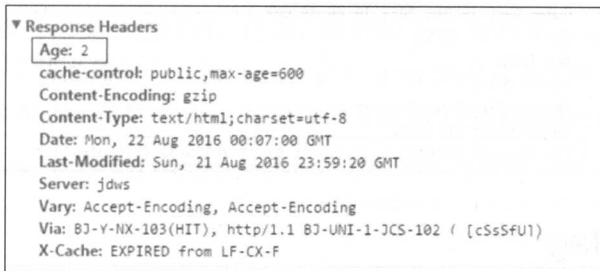 ▼ Response Headers
Age: 2
cache-control: public,max-age=600
Content-Encoding: gzip
Content-Type: text/html;charset=utf-8
Date: Mon, 22 Aug 2016 00:07:00 GMT
Last-Modified: Sun, 21 Aug 2016 23:59:20 GMT
Server: jdws
Vary: Accept-Encoding, Accept-Encoding
Via: BJ-Y-NX-103(HIT), http/1.1 BJ-UNI-1-JCS-102 ( [cSsSfU])
X-Cache: EXPIRED from LF-CX-F